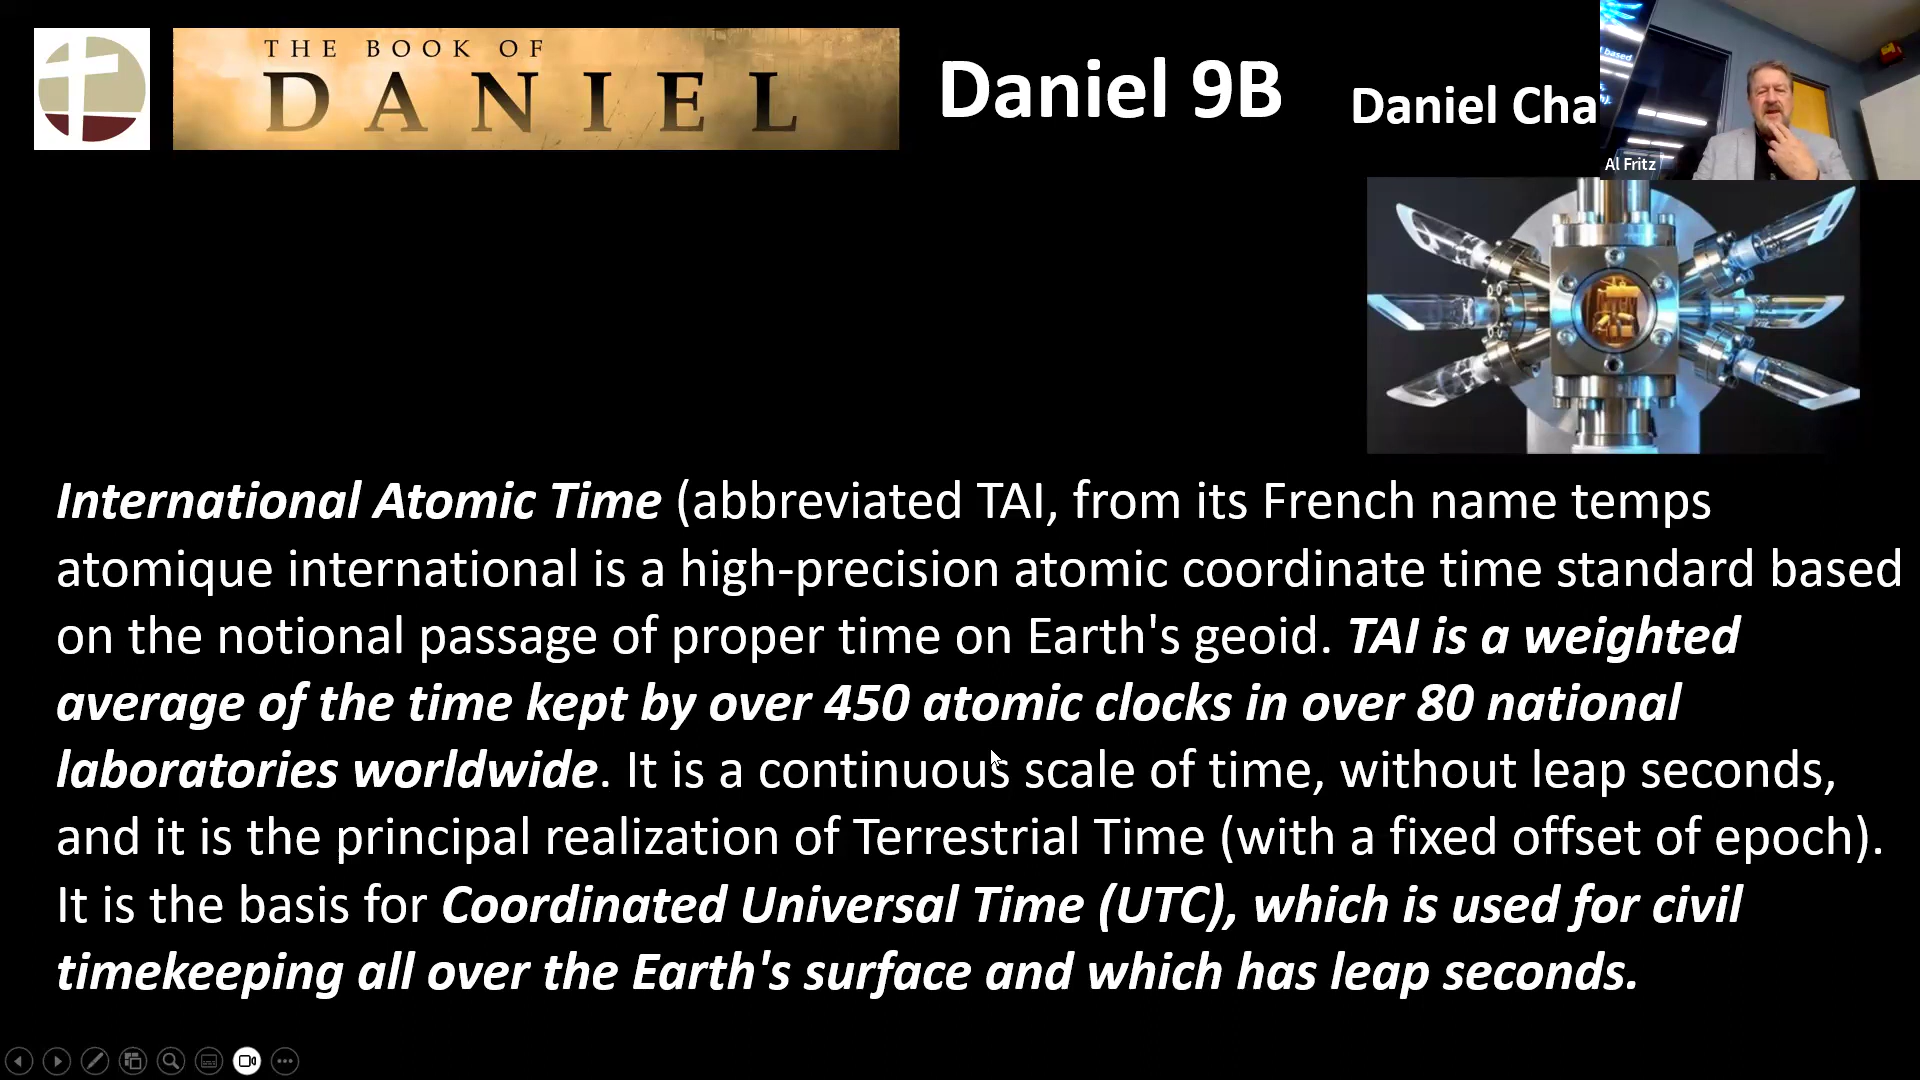 THE BOOK OF
DANIEL
Daniel 9B
Daniel Cha
based
Al Fritz
International Atomic Time (abbreviated TAI, from its French name temps
atomique international is a high-precision atomic coordinate time standard based
on the notional passage of proper time on Earth's geoid. TAI is a weighted
average of the time kept by over 450 atomic clocks in over 80 national
laboratories worldwide. It is a continuous scale of time, without leap seconds,
and it is the principal realization of Terrestrial Time (with a fixed offset of epoch).
It is the basis for Coordinated Universal Time (UTC), which is used for civil
timekeeping all over the Earth's surface and which has leap seconds.